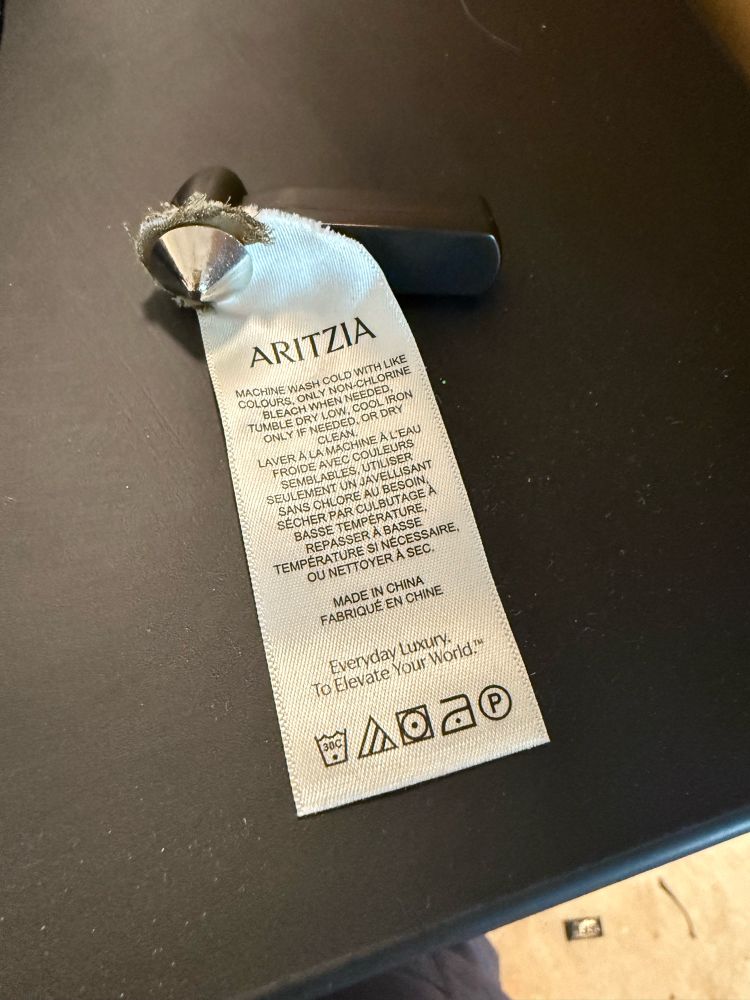 ARITZIA
MACHINE WASH COLD WITH LIKE
COLOURS, ONLY NON-CHLORINE
BLEACH WHEN NEEDED,
TUMBLE DRY LOW, COOL IRON
ONLY IF NEEDED, OR DRY
CLEAN.
LAVER À LA MACHINE À L'EAU
FROIDE AVEC COULEURS
SEMBLABLES, UTILISER
SEULEMENT UN JAVELLISANT
SANS CHLORE AU BESOIN,
SÉCHER PAR CULBUTAGE À
BASSE TEMPÉRATURE,
REPASSER À BASSE
TEMPÉRATURE SI NÉCESSAIRE,
OU NETTOYER À SEC.
MADE IN CHINA
FABRIQUÉ EN CHINE
Everyday Luxury.
To Elevate Your World.™
30C P